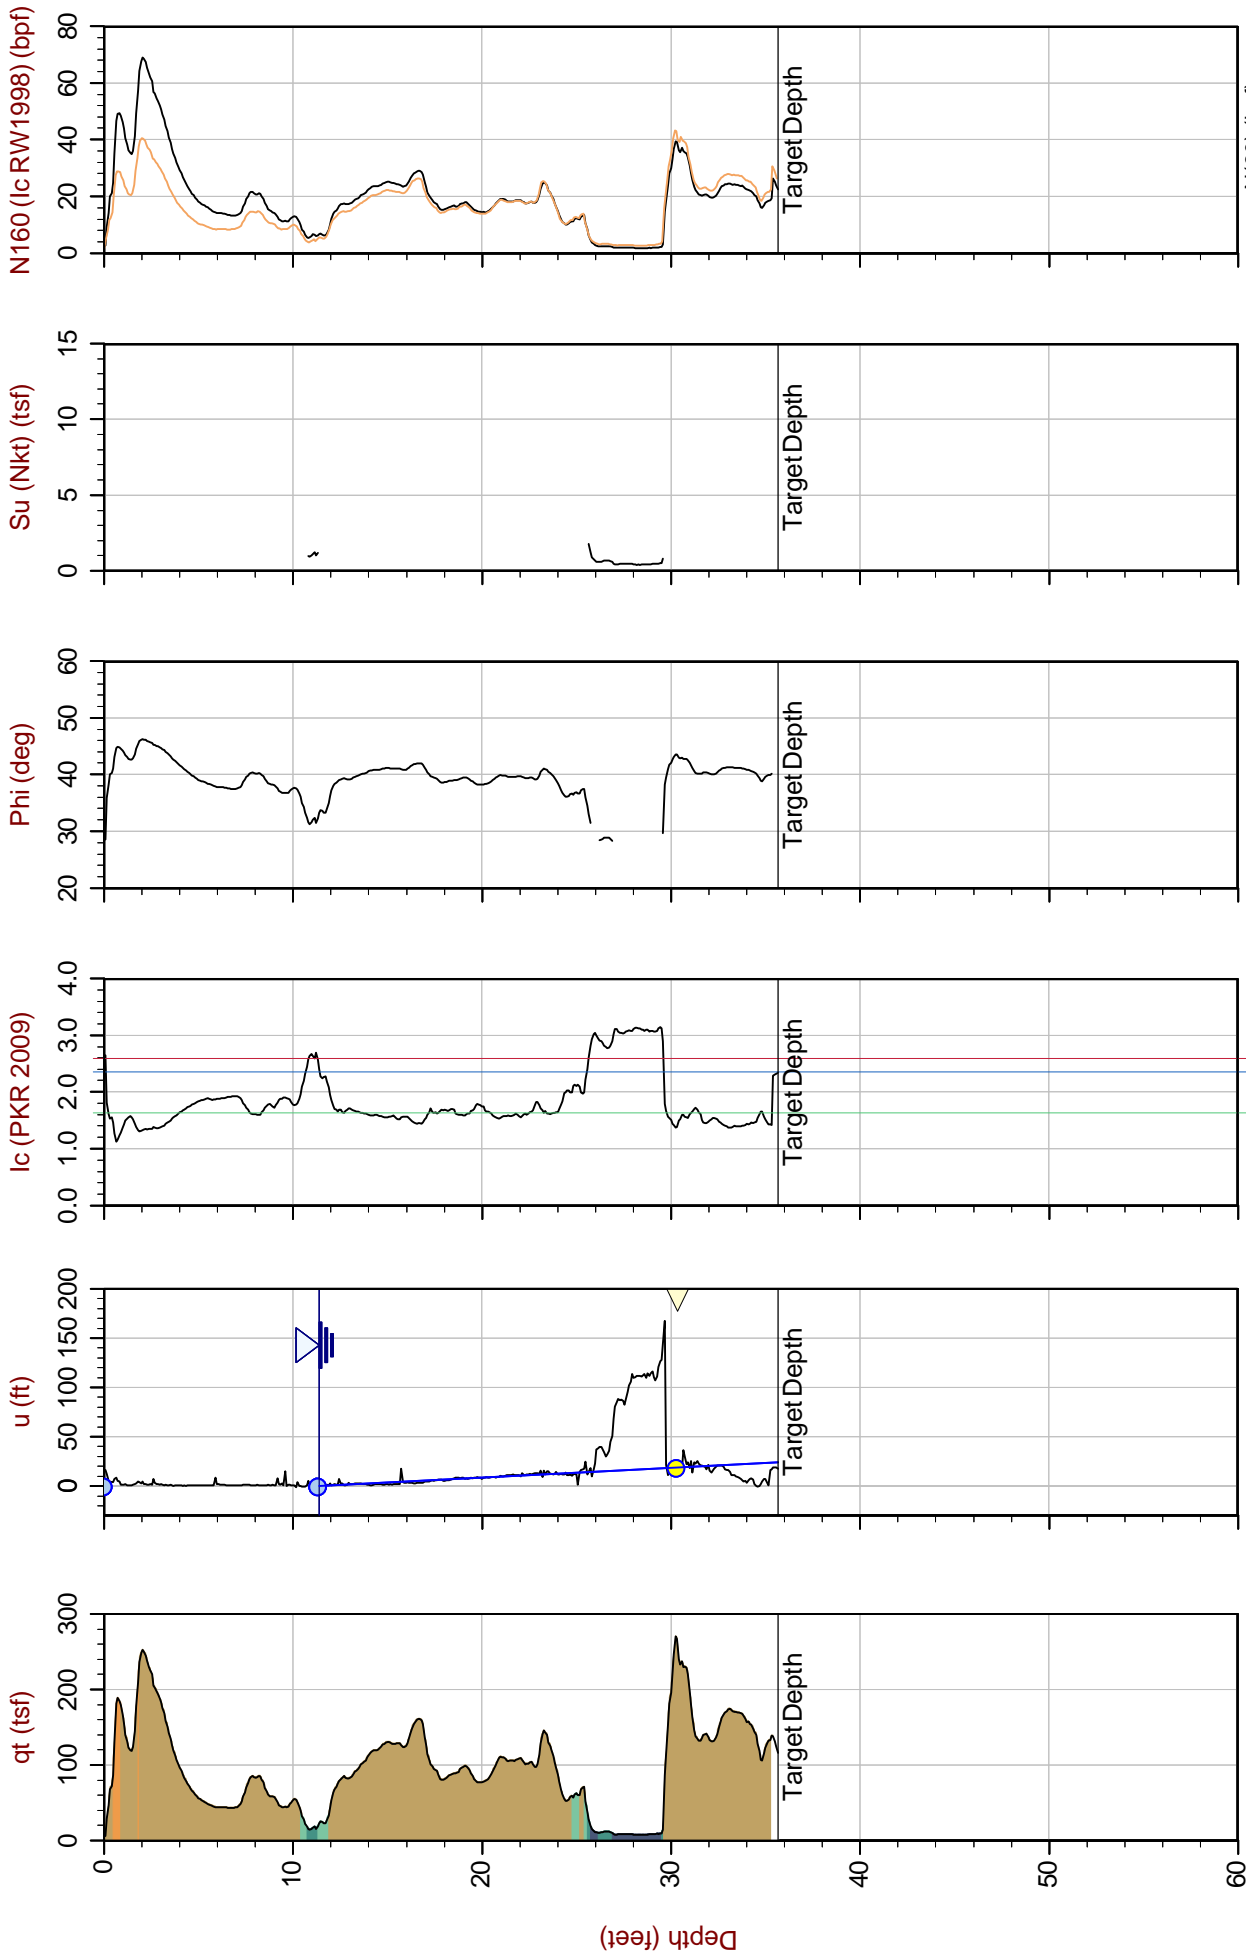 Depth (feet)
qt (tsf)
0 100 200 300
u (ft)
0 50 100 150 200
Ic (PKR 2009)
0.0 1.0 2.0 3.0 4.0
Phi (deg)
20 30 40 50 60
Su (Nkt) (tsf)
0 5 10 15
N160 (Ic RW1998) (bpf)
0 20 40 60 80
0
10
20
30
40
50
60
Target Depth
Target Depth
Target Depth
Target Depth
Target Depth
Target Depth